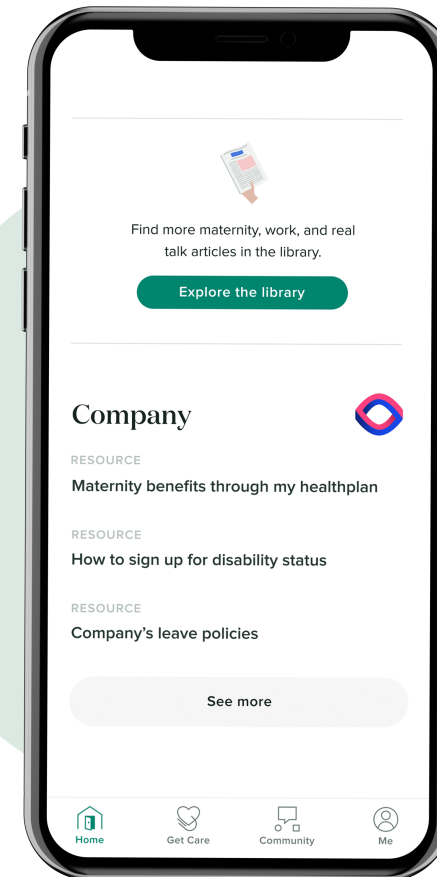 Find more maternity, work, and real
talk articles in the library.
Explore the library
Company
RESOURCE
Maternity benefits through my healthplan
RESOURCE
How to sign up for disability status
RESOURCE
Company's leave policies
See more
Home
Get Care
Community
Me